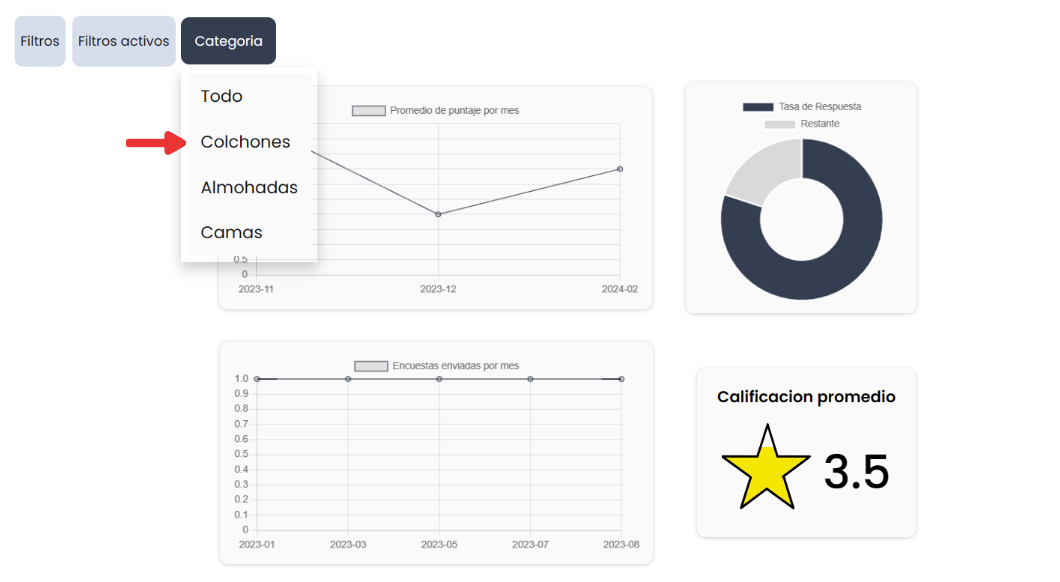 Filtros
Filtros activos
Categoria
Todo
Colchones
Almohadas
Camas
Promedio de puntaje por mes
0.5
0
2023-11
2023-12
2024-02
Tasa de Respuesta
Restante
Encuestas enviadas por mes
1.0
0.9
0.8
0.7
0.6
0.5
0.4
0.3
0.2
0.1
0
2023-01
2023-03
2023-05
2023-07
2023-08
Calificacion promedio
3.5